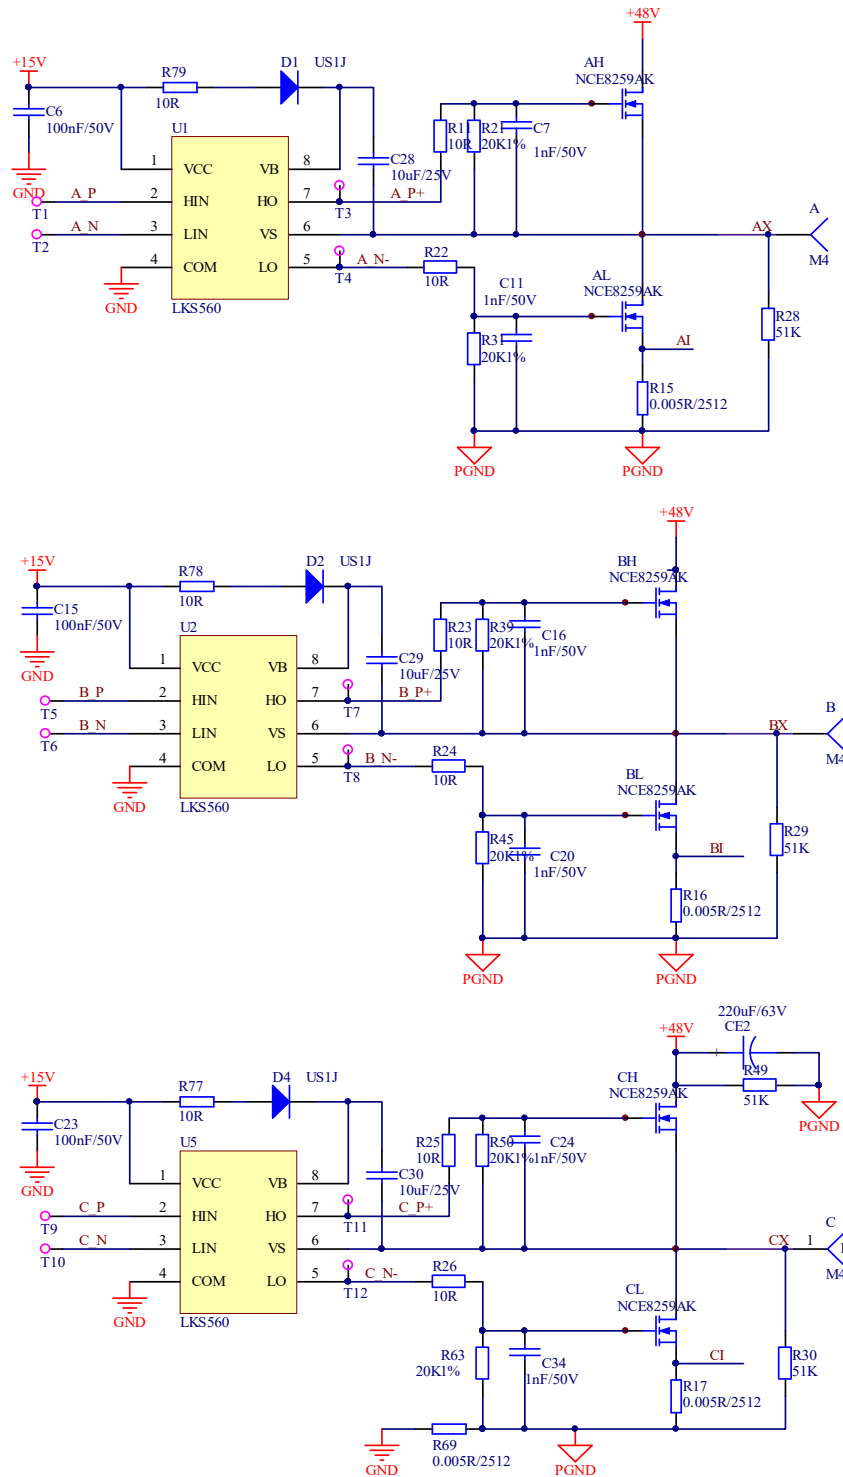 +48V
+15V
R79
10R
D1
US1J
AH
NCE8259AK
C6
100nF/50V
GND
U1
1
VCC
VB
8
2
HIN
HO
7
3
LIN
VS
6
4
COM
LO
5
LKS560
GND
A_P
T1
A_N
T2
C28
10uF/25V
T3
A_P+
T4
A_N-
R11
10R
R21
20K1%
C7
1nF/50V
R22
10R
C11
1nF/50V
R31
20K1%
AL
NCE8259AK
AX
A
M4
AI
R28
51K
R15
0.005R/2512
PGND
PGND
+48V
+15V
R78
10R
D2
US1J
BH
NCE8259AK
C15
100nF/50V
GND
U2
1
VCC
VB
8
2
HIN
HO
7
3
LIN
VS
6
4
COM
LO
5
LKS560
GND
B_P
T5
B_N
T6
C29
10uF/25V
T7
B_P+
T8
B_N-
R23
10R
R39
20K1%
C16
1nF/50V
R24
10R
R45
20K1%
C20
1nF/50V
BL
NCE8259AK
BX
B
M4
BI
R29
51K
R16
0.005R/2512
PGND
PGND
220uF/63V
CE2
+
+48V
R49
51K
PGND
+15V
R77
10R
D4
US1J
CH
NCE8259AK
C23
100nF/50V
GND
U5
1
VCC
VB
8
2
HIN
HO
7
3
LIN
VS
6
4
COM
LO
5
LKS560
GND
C_P
T9
C_N
T10
C30
10uF/25V
T11
C_P+
T12
C_N-
R25
10R
R50
20K1%
C24
1nF/50V
R26
10R
R63
20K1%
C34
1nF/50V
CL
NCE8259AK
CX
1
C
1
M4
CI
R30
51K
R17
0.005R/2512
R69
0.005R/2512
GND
PGND